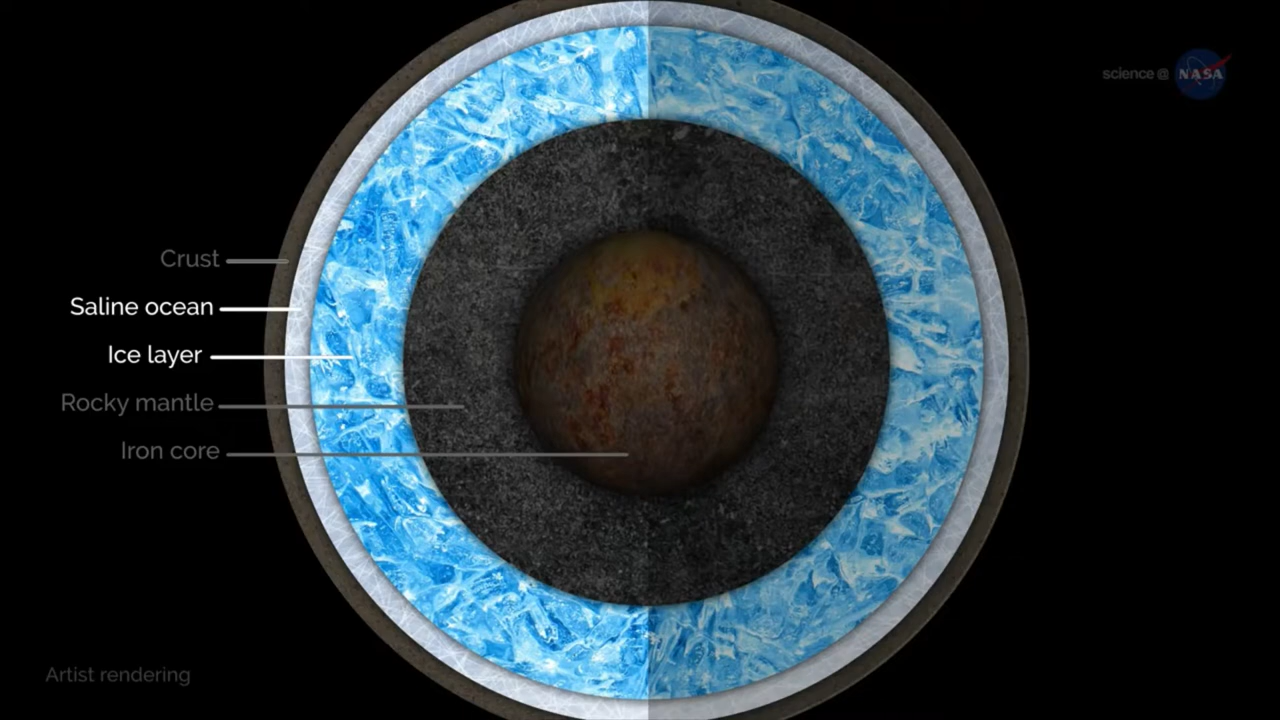 science @ NASA
Crust
Saline ocean
Ice layer
Rocky mantle
Iron core
Artist rendering